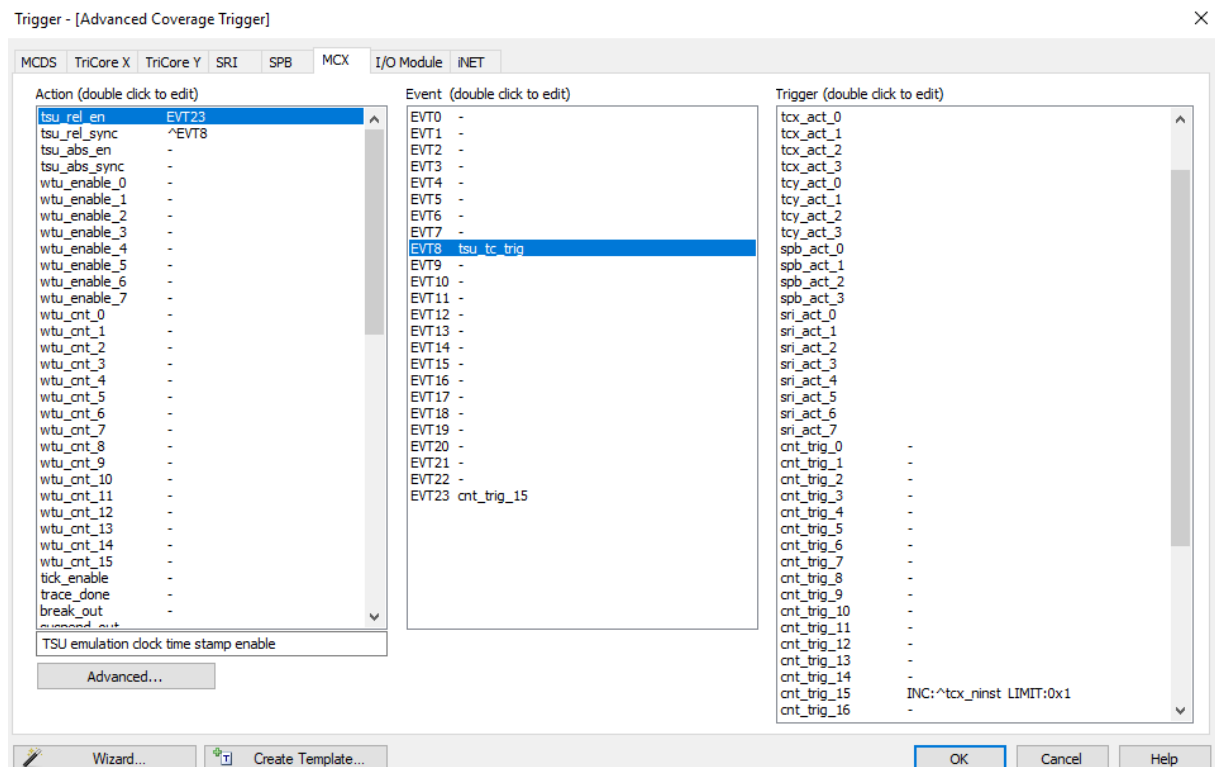 Trigger - [Advanced Coverage Trigger]
MCDS TriCore X TriCore Y SRI SPB MCX I/O Module iNET
Action (double click to edit)
tsu_rel_en EVT23
tsu_rel_sync ^EVT8
tsu_abs_en -
tsu_abs_sync -
wtu_enable_0 -
wtu_enable_1 -
wtu_enable_2 -
wtu_enable_3 -
wtu_enable_4 -
wtu_enable_5 -
wtu_enable_6 -
wtu_enable_7 -
wtu_cnt_0 -
wtu_cnt_1 -
wtu_cnt_2 -
wtu_cnt_3 -
wtu_cnt_4 -
wtu_cnt_5 -
wtu_cnt_6 -
wtu_cnt_7 -
wtu_cnt_8 -
wtu_cnt_9 -
wtu_cnt_10 -
wtu_cnt_11 -
wtu_cnt_12 -
wtu_cnt_13 -
wtu_cnt_14 -
wtu_cnt_15 -
tick_enable -
trace_done -
break_out -
suspend_out
TSU emulation clock time stamp enable
Advanced...
Event (double click to edit)
EVT0 -
EVT1 -
EVT2 -
EVT3 -
EVT4 -
EVT5 -
EVT6 -
EVT7 -
EVT8 tsu_tc_trig
EVT9 -
EVT10 -
EVT11 -
EVT12 -
EVT13 -
EVT14 -
EVT15 -
EVT16 -
EVT17 -
EVT18 -
EVT19 -
EVT20 -
EVT21 -
EVT22 -
EVT23 cnt_trig_15
Trigger (double click to edit)
tcx_act_0
tcx_act_1
tcx_act_2
tcx_act_3
tcy_act_0
tcy_act_1
tcy_act_2
tcy_act_3
spb_act_0
spb_act_1
spb_act_2
spb_act_3
sri_act_0
sri_act_1
sri_act_2
sri_act_3
sri_act_4
sri_act_5
sri_act_6
sri_act_7
cnt_trig_0 -
cnt_trig_1 -
cnt_trig_2 -
cnt_trig_3 -
cnt_trig_4 -
cnt_trig_5 -
cnt_trig_6 -
cnt_trig_7 -
cnt_trig_8 -
cnt_trig_9 -
cnt_trig_10 -
cnt_trig_11 -
cnt_trig_12 -
cnt_trig_13 -
cnt_trig_14 -
cnt_trig_15 INC:^tcx_ninst LIMIT:0x1
cnt_trig_16 -
Wizard... Create Template... OK Cancel Help